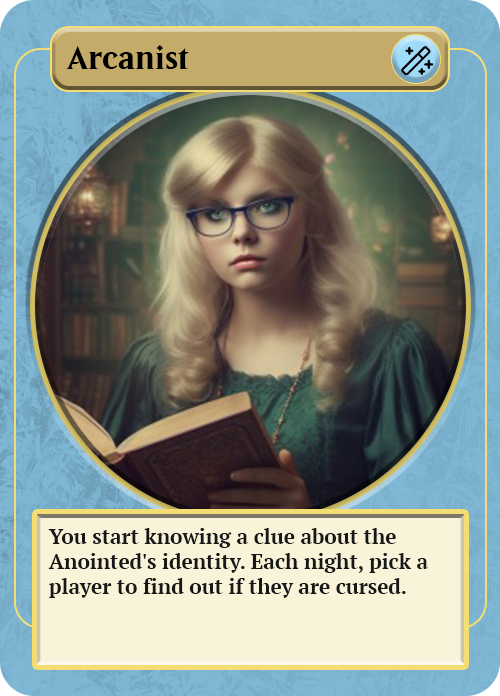 Arcanist
You start knowing a clue about the
Anointed's identity. Each night, pick a
player to find out if they are cursed.